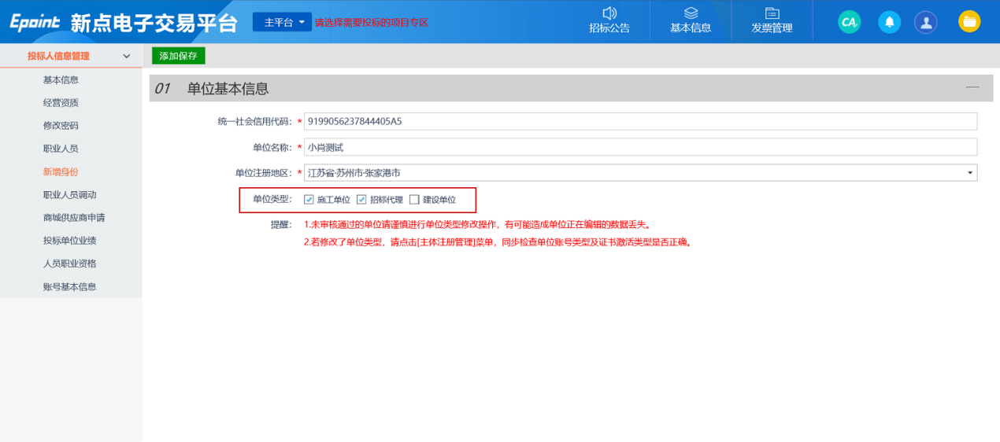 Epoint 新点电子交易平台
主平台
请选择需要投标的项目专区
招标公告
基本信息
发票管理
CA
投标人信息管理
基本信息
经营资质
修改密码
职业人员
新增身份
职业人员调动
商城供应商申请
投标单位业绩
人员职业资格
账号基本信息
添加保存
01 单位基本信息
统一社会信用代码：* 9199056237844405A5
单位名称：* 小肖测试
单位注册地区：* 江苏省·苏州市·张家港市
单位类型： 施工单位 招标代理 建设单位
提醒： 1.未审核通过的单位请谨慎进行单位类型修改操作，有可能造成单位正在编辑的数据丢失。
2.若修改了单位类型，请点击[主体注册管理]菜单，同步检查单位账号类型及证书激活类型是否正确。